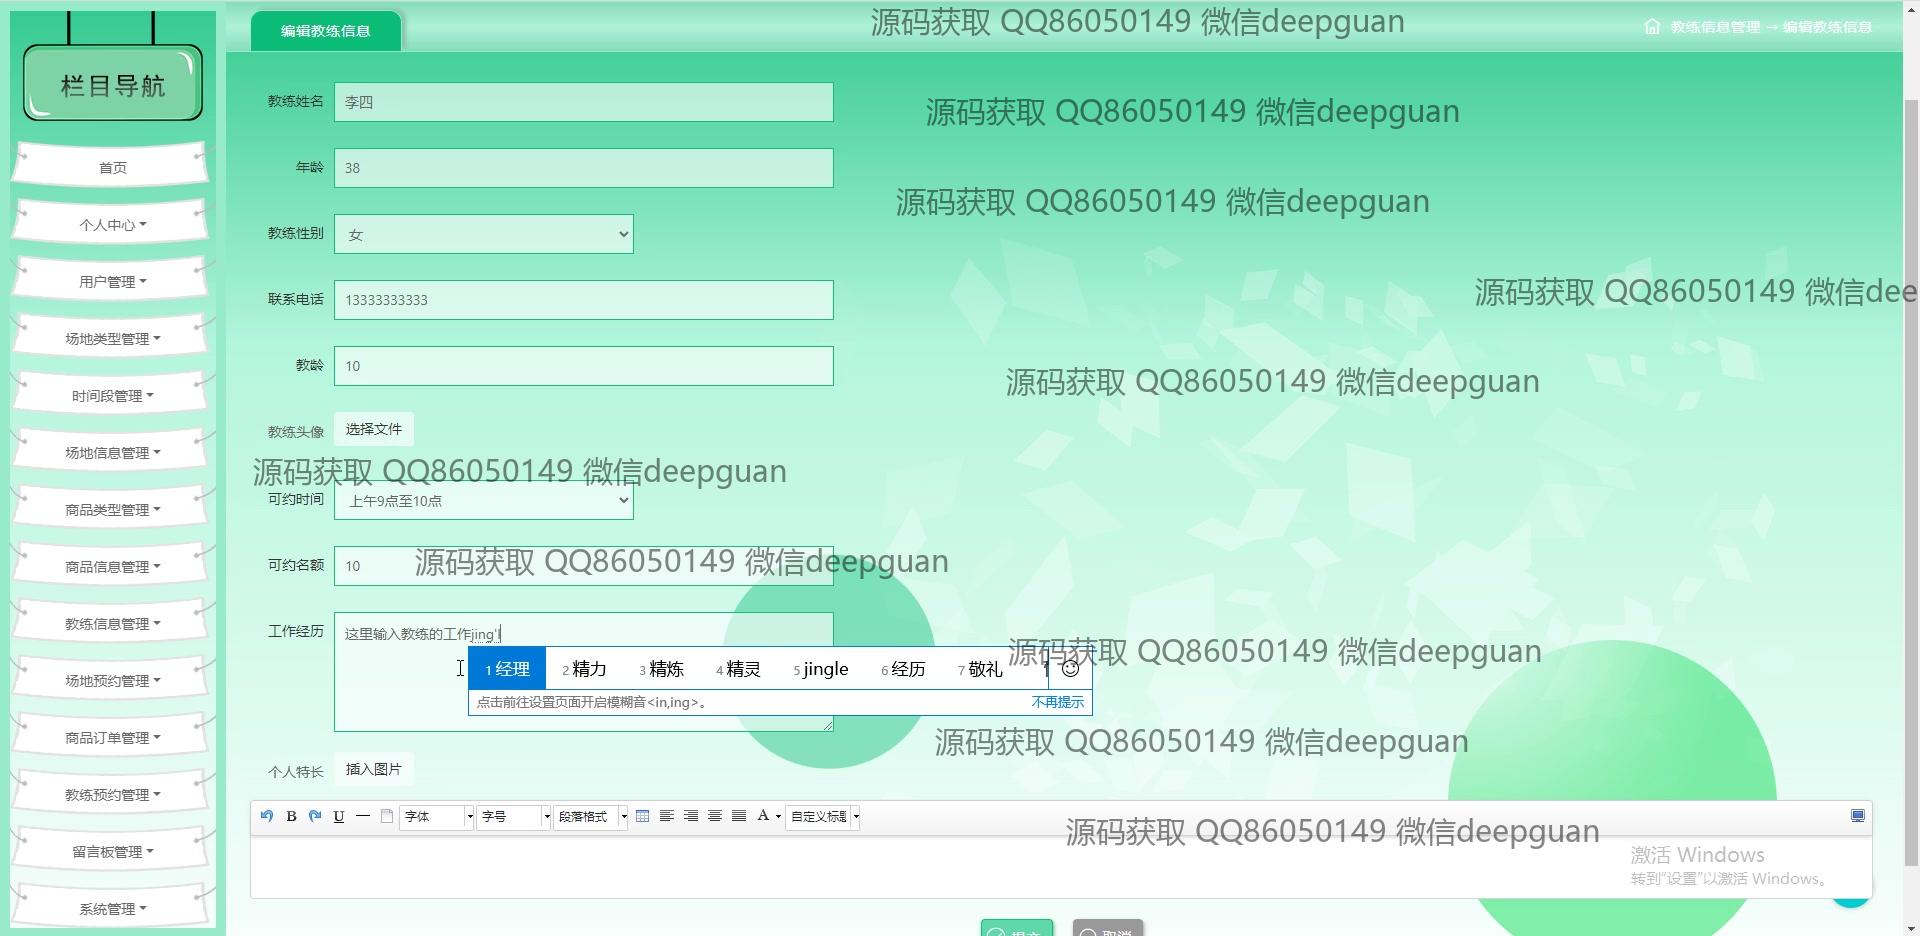 编辑教练信息
源码获取 QQ86050149 微信deepguan
教练信息管理 → 编辑教练信息
栏目导航
首页
个人中心
用户管理
场地类型管理
时间段管理
场地信息管理
商品类型管理
商品信息管理
教练信息管理
场地预约管理
商品订单管理
教练预约管理
留言板管理
系统管理
教练姓名 李四
源码获取 QQ86050149 微信deepguan
年龄 38
源码获取 QQ86050149 微信deepguan
教练性别 女
联系电话 13333333333
源码获取 QQ86050149 微信dee
教龄 10
源码获取 QQ86050149 微信deepguan
教练头像 选择文件
源码获取 QQ86050149 微信deepguan
可约时间 上午9点至10点
源码获取 QQ86050149 微信deepguan
可约名额 10
工作经历 这里输入教练的工作jing'l
源码获取 QQ86050149 微信deepguan
1 经理 2 精力 3 精炼 4 精灵 5 jingle 6 经历 7 敬礼
点击前往设置页面开启模糊音<in,ing>。 不再提示
源码获取 QQ86050149 微信deepguan
个人特长 插入图片
B U 字体 字号 段落格式 A 自定义标题
源码获取 QQ86050149 微信deepguan
激活 Windows
转到“设置”以激活 Windows。
提交 取消